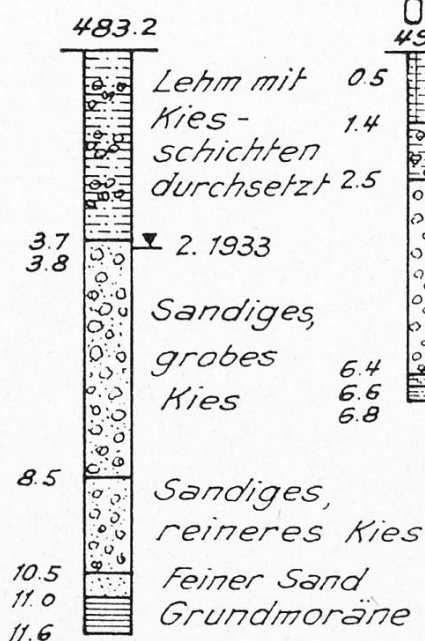 483.2
Lehm mit
Kies-
schichten
durchsetzt
3.7
3.8
2. 1933
Sandiges,
grobes
Kies
8.5
Sandiges,
reineres Kies
10.5
Feiner Sand
11.0
Grundmoräne
11.6
0.5
1.4
2.5
6.4
6.6
6.8